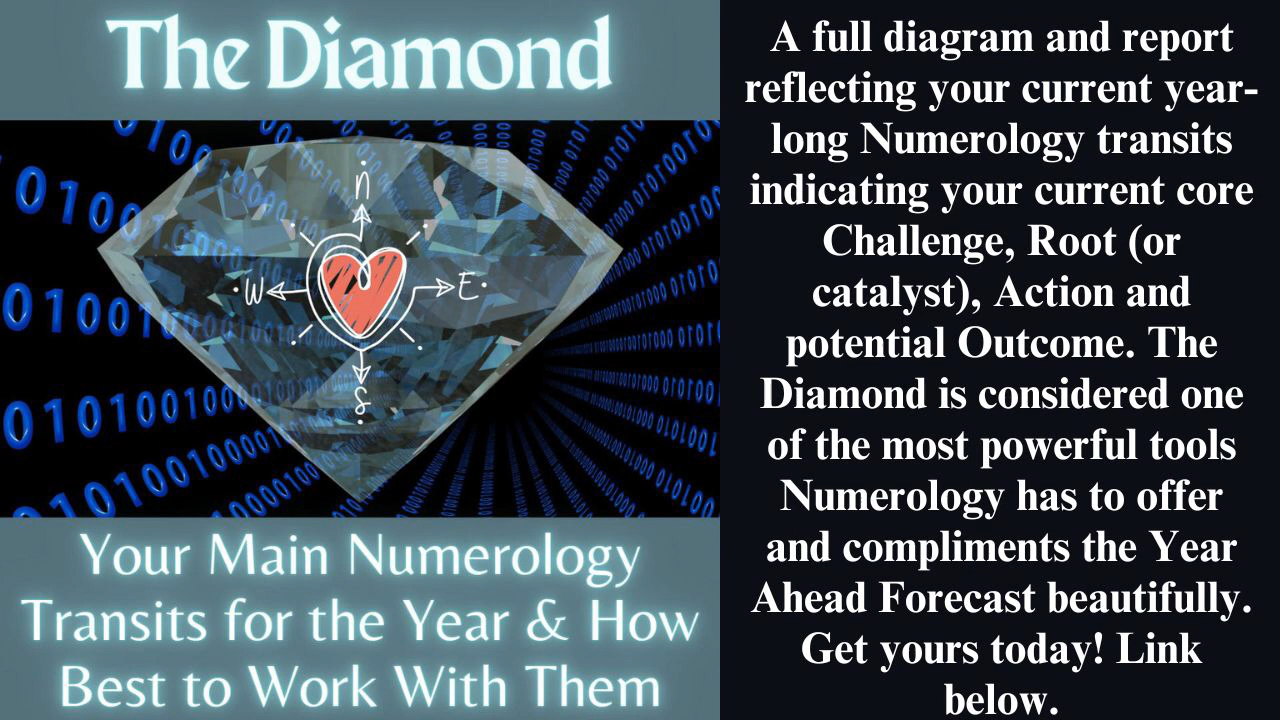 The Diamond
n
W
E
S
Your Main Numerology
Transits for the Year & How
Best to Work With Them
A full diagram and report
reflecting your current year-
long Numerology transits
indicating your current core
Challenge, Root (or
catalyst), Action and
potential Outcome. The
Diamond is considered one
of the most powerful tools
Numerology has to offer
and compliments the Year
Ahead Forecast beautifully.
Get yours today! Link
below.